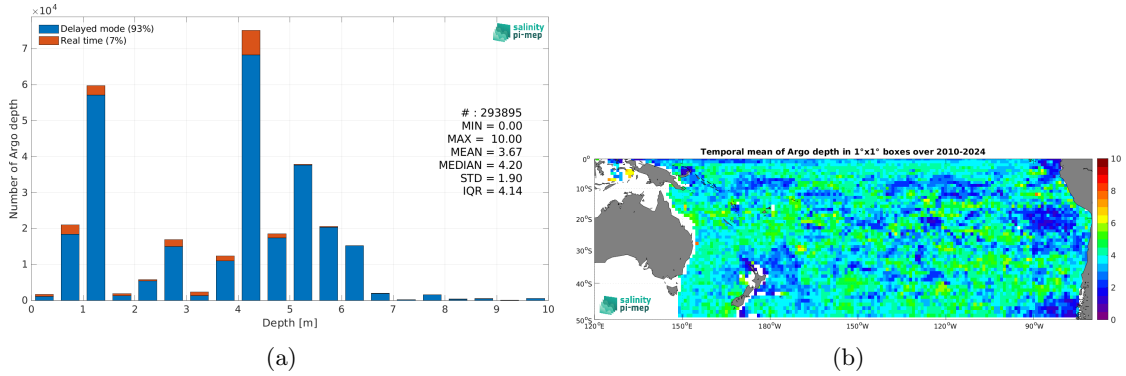 ×10⁴
8
7
6
5
4
3
2
1
0
Number of Argo depth
Delayed mode (93%)
Real time (7%)
salinity
pi-mep
# : 293895
MIN = 0.00
MAX = 10.00
MEAN = 3.67
MEDIAN = 4.20
STD = 1.90
IQR = 4.14
0 1 2 3 4 5 6 7 8 9 10
Depth [m]
(a)
Temporal mean of Argo depth in 1°x1° boxes over 2010-2024
0°
10°S
20°S
30°S
40°S
50°S
salinity
pi-mep
120°E 150°E 180°W 150°W 120°W 90°W
10
8
6
4
2
0
(b)